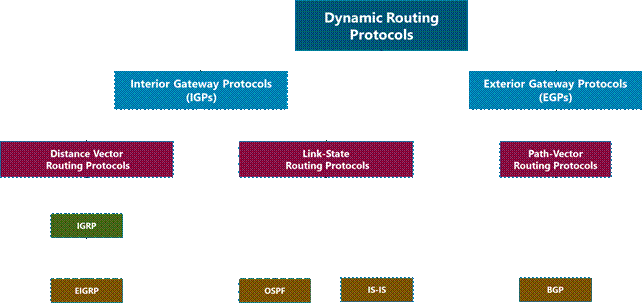 Dynamic Routing
Protocols
Interior Gateway Protocols
(IGPs)
Exterior Gateway Protocols
(EGPs)
Distance Vector
Routing Protocols
Link-State
Routing Protocols
Path-Vector
Routing Protocols
IGRP
EIGRP
OSPF
IS-IS
BGP